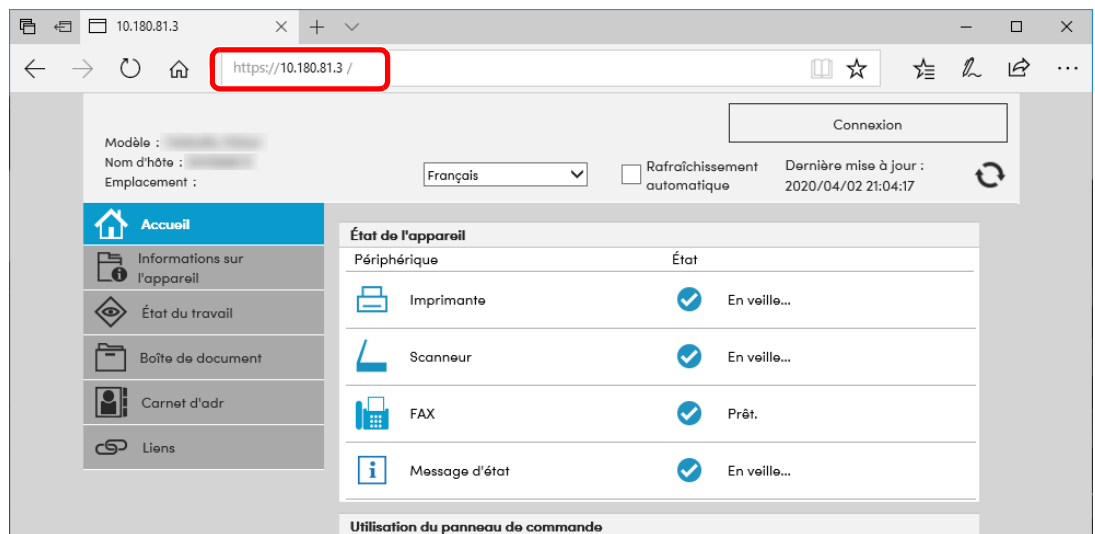 10.180.81.3
https://10.180.81.3 /
Connexion
Modèle :
Nom d'hôte :
Emplacement :
Français
Rafraîchissement
automatique
Dernière mise à jour :
2020/04/02 21:04:17
Accueil
Informations sur
l'appareil
État du travail
Boîte de document
Carnet d'adr
Liens
État de l'appareil
Périphérique État
Imprimante En veille...
Scanneur En veille...
FAX Prêt.
Message d'état En veille...
Utilisation du panneau de commande